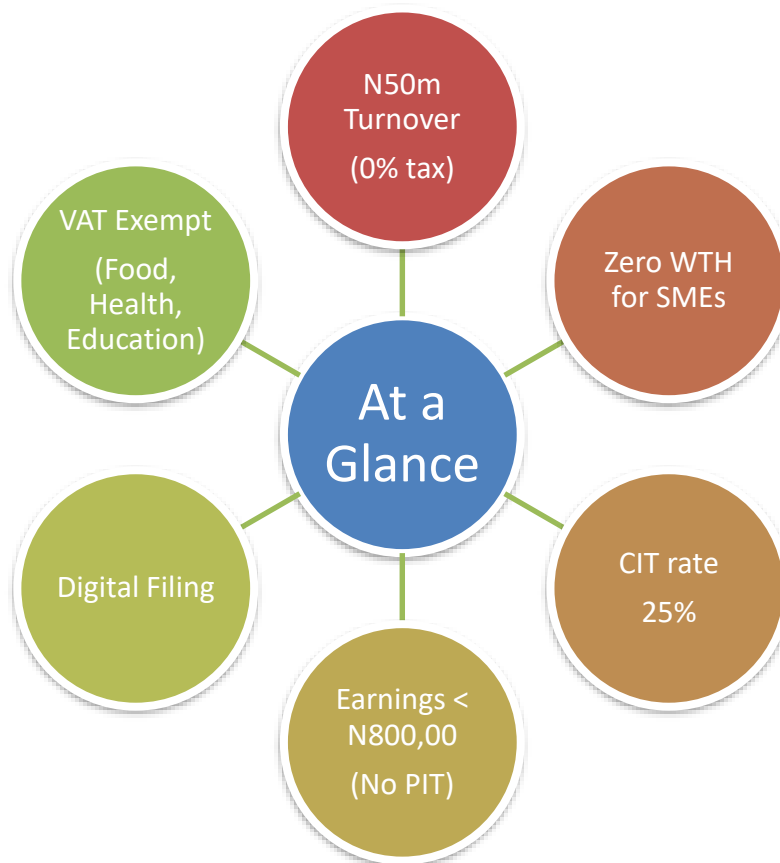 At a
Glance
N50m
Turnover
(0% tax)
Zero WTH
for SMEs
CIT rate
25%
Earnings <
N800,00
(No PIT)
Digital Filing
VAT Exempt
(Food,
Health,
Education)